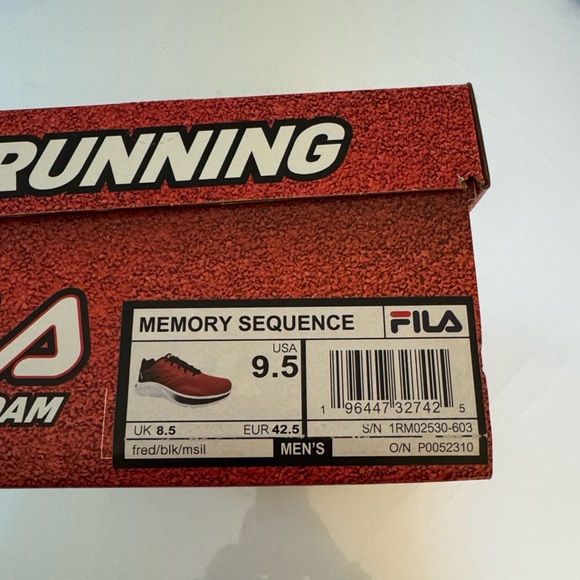 RUNNING
A
OAM
MEMORY SEQUENCE
FILA
USA
9.5
UK 8.5
EUR 42.5
fred/blk/msil
MEN'S
1 96447 32742 5
S/N 1RM02530-603
O/N P0052310